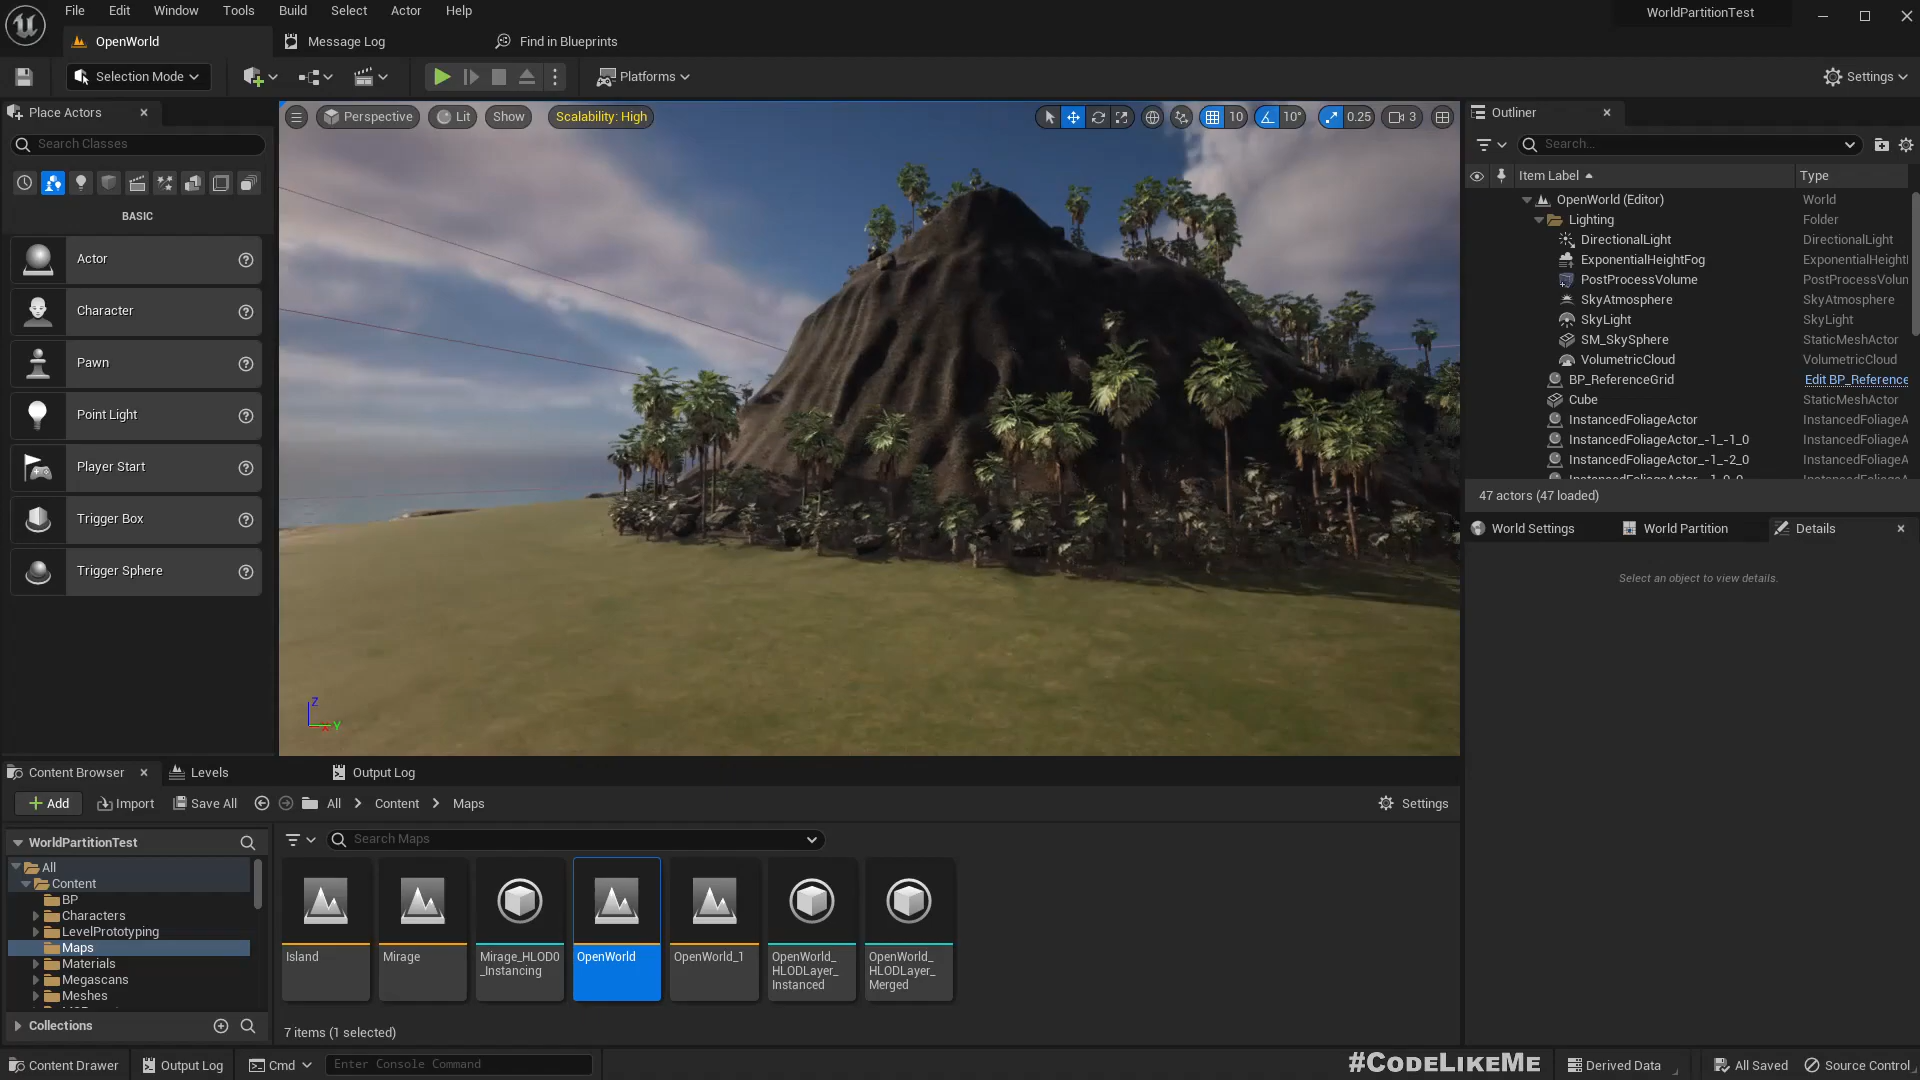 File Edit Window Tools Build Select Actor Help
WorldPartitionTest
OpenWorld
Message Log
Find in Blueprints
Selection Mode
Platforms
Settings
Place Actors
Search Classes
BASIC
Actor
Character
Pawn
Point Light
Player Start
Trigger Box
Trigger Sphere
Perspective
Lit
Show
Scalability: High
10
10°
0.25
3
Z
Y
Outliner
Search...
Item Label
Type
OpenWorld (Editor) World
Lighting Folder
DirectionalLight DirectionalLight
ExponentialHeightFog ExponentialHeightI
PostProcessVolume PostProcessVolun
SkyAtmosphere SkyAtmosphere
SkyLight SkyLight
SM_SkySphere StaticMeshActor
VolumetricCloud VolumetricCloud
BP_ReferenceGrid Edit BP_Reference
Cube StaticMeshActor
InstancedFoliageActor InstancedFoliageA
InstancedFoliageActor_-1_-1_0 InstancedFoliageA
InstancedFoliageActor_-1_-2_0 InstancedFoliageA
47 actors (47 loaded)
World Settings
World Partition
Details
Select an object to view details.
Content Browser
Levels
Output Log
Add
Import
Save All
All
Content
Maps
Settings
WorldPartitionTest
All
Content
BP
Characters
LevelPrototyping
Maps
Materials
Megascans
Meshes
Collections
Search Maps
Island
Mirage
Mirage_HLOD0
_Instancing
OpenWorld
OpenWorld_1
OpenWorld_
HLODLayer_
Instanced
OpenWorld_
HLODLayer_
Merged
7 items (1 selected)
Content Drawer
Output Log
Cmd
Enter Console Command
#CODELIKEME
Derived Data
All Saved
Source Control